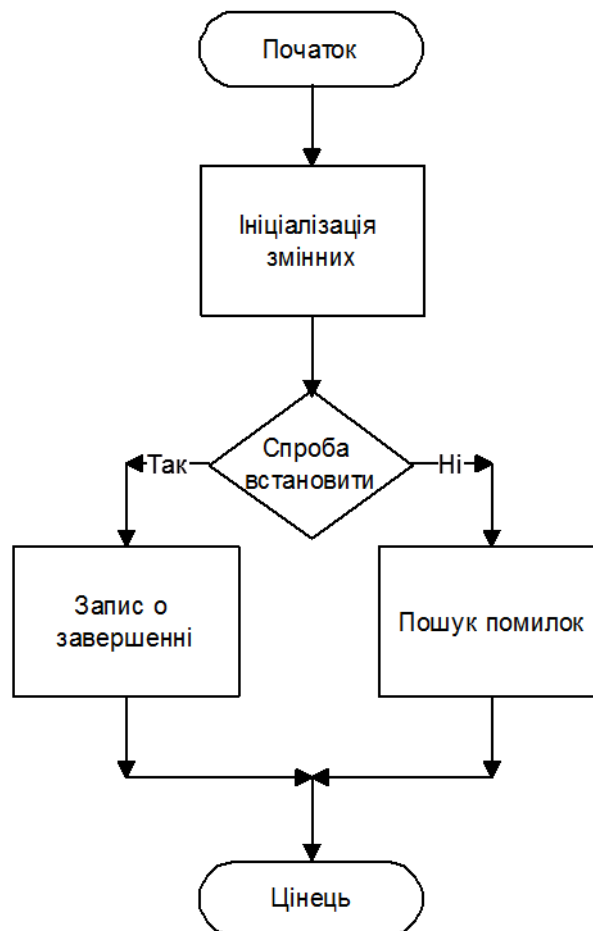 Початок
Ініціалізація
змінних
Спроба
встановити
Так
Ні
Запис о
завершенні
Пошук помилок
Цінець